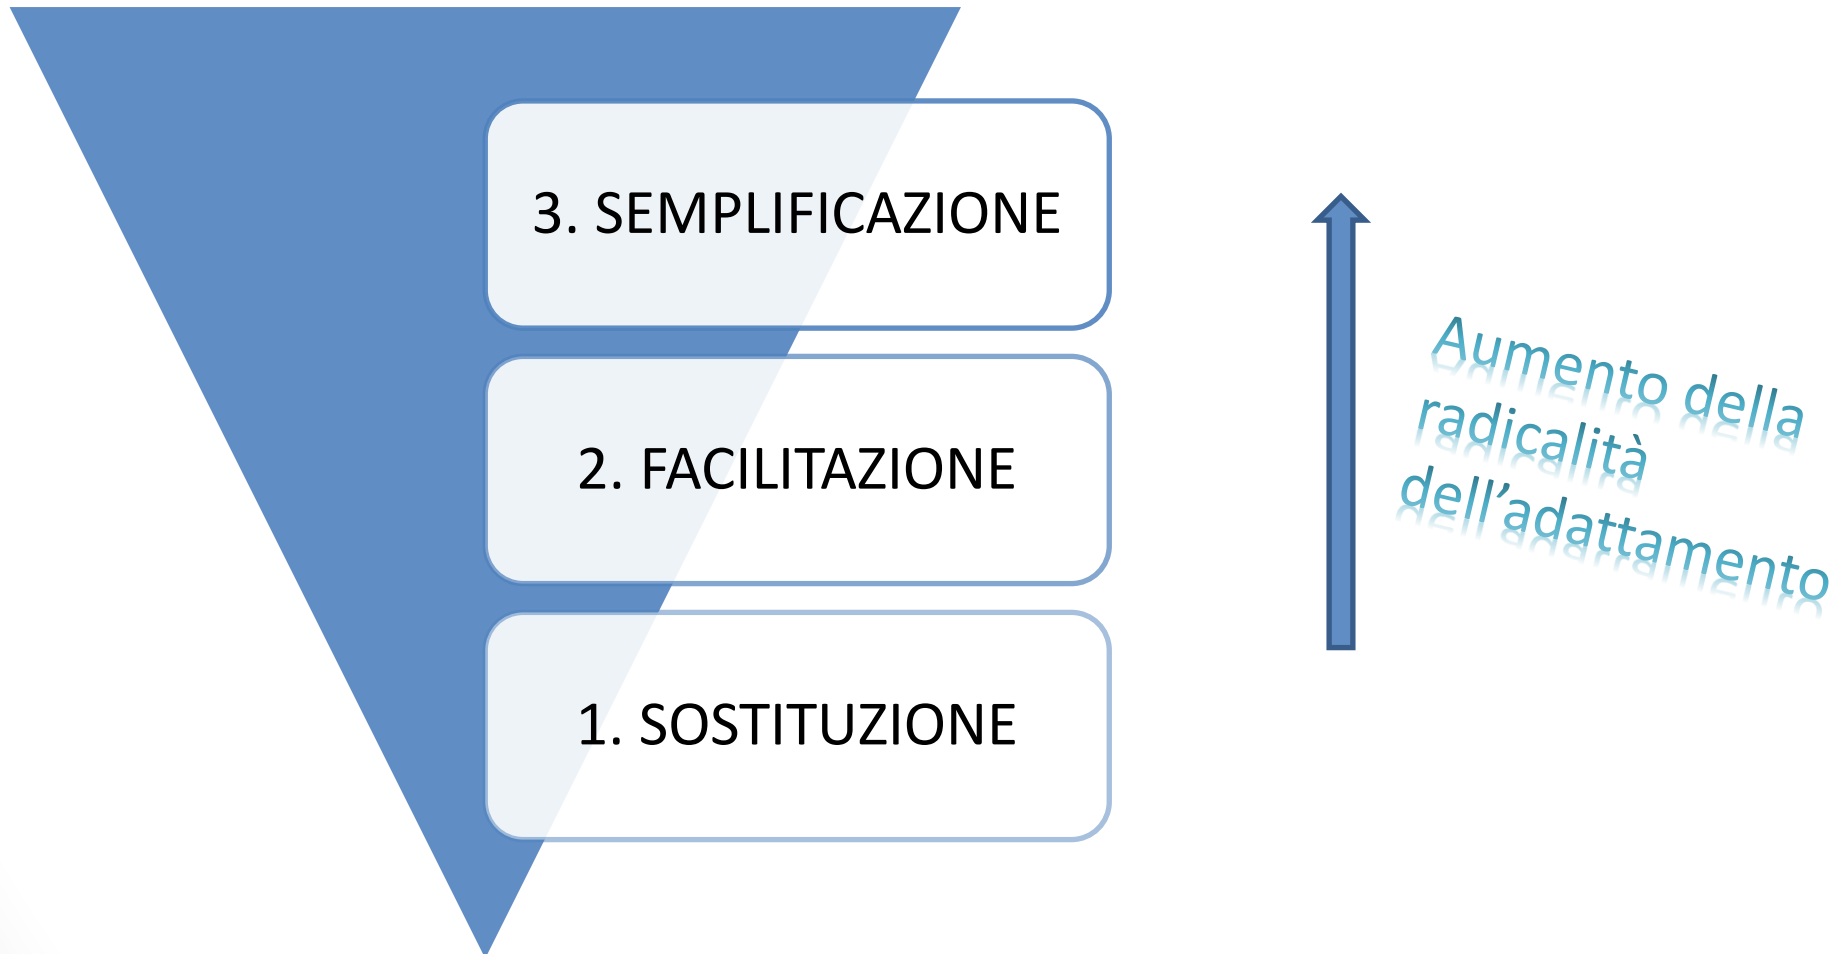 3. SEMPLIFICAZIONE
2. FACILITAZIONE
1. SOSTITUZIONE
Aumento della
radicalità
dell’adattamento